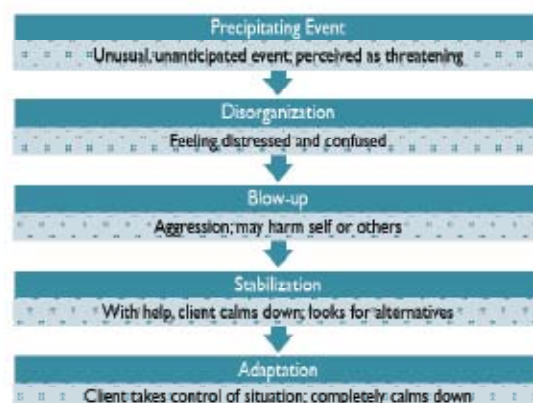 Precipitating Event
Unusual, unanticipated event; perceived as threatening
Disorganization
Feeling distressed and confused
Blow-up
Aggression; may harm self or others
Stabilization
With help, client calms down; looks for alternatives
Adaptation
Client takes control of situation; completely calms down